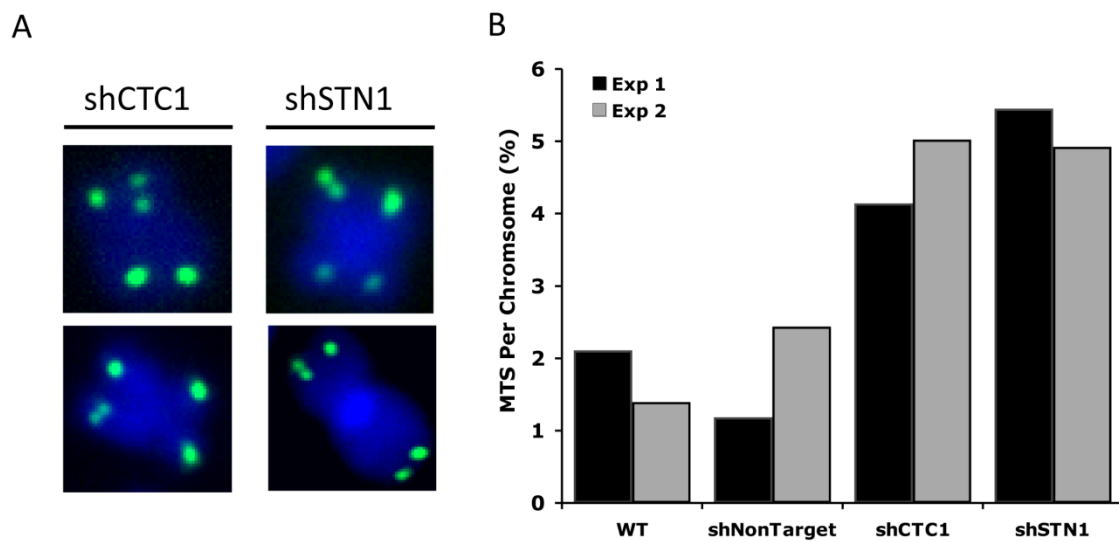 A
shCTC1
shSTN1
B
MTS Per Chromsome (%)
6
5
4
3
2
1
0
Exp 1
Exp 2
WT
shNonTarget
shCTC1
shSTN1